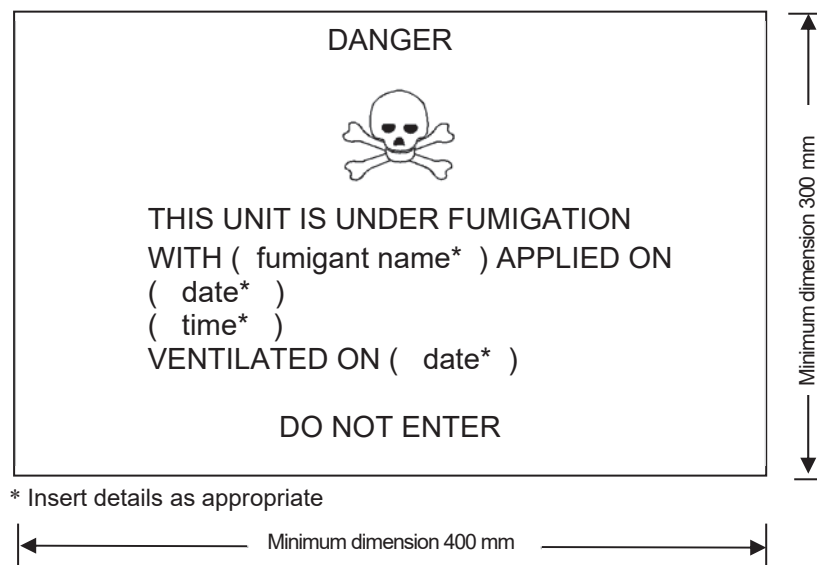 DANGER
THIS UNIT IS UNDER FUMIGATION
WITH ( fumigant name* ) APPLIED ON
( date* )
( time* )
VENTILATED ON ( date* )
DO NOT ENTER
* Insert details as appropriate
Minimum dimension 400 mm
Minimum dimension 300 mm